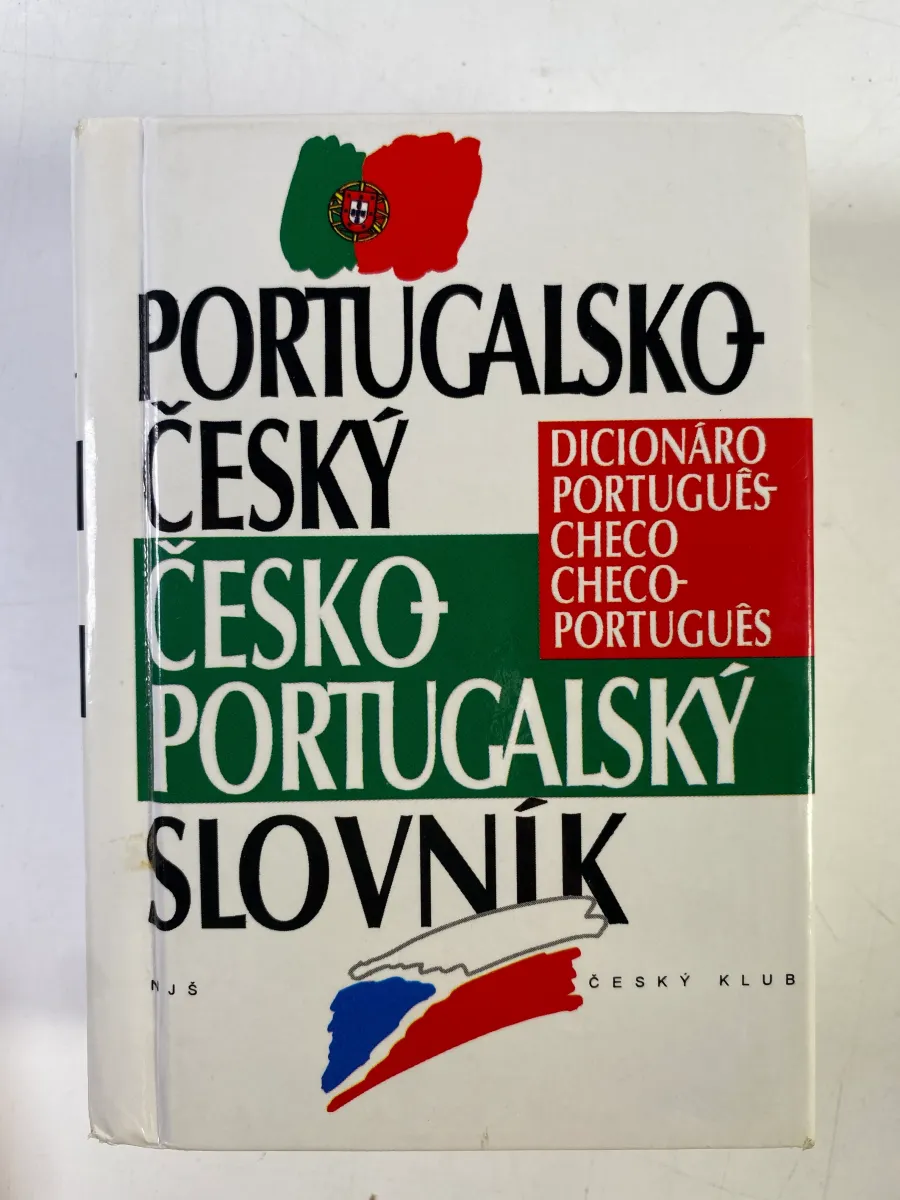 PORTUGALSKO-
ČESKÝ
DICIONÁRO
PORTUGUÊS-
CHECO
CHECO-
PORTUGUÊS
ČESKO-
PORTUGALSKÝ
SLOVNÍK
NJŠ
ČESKÝ KLUB